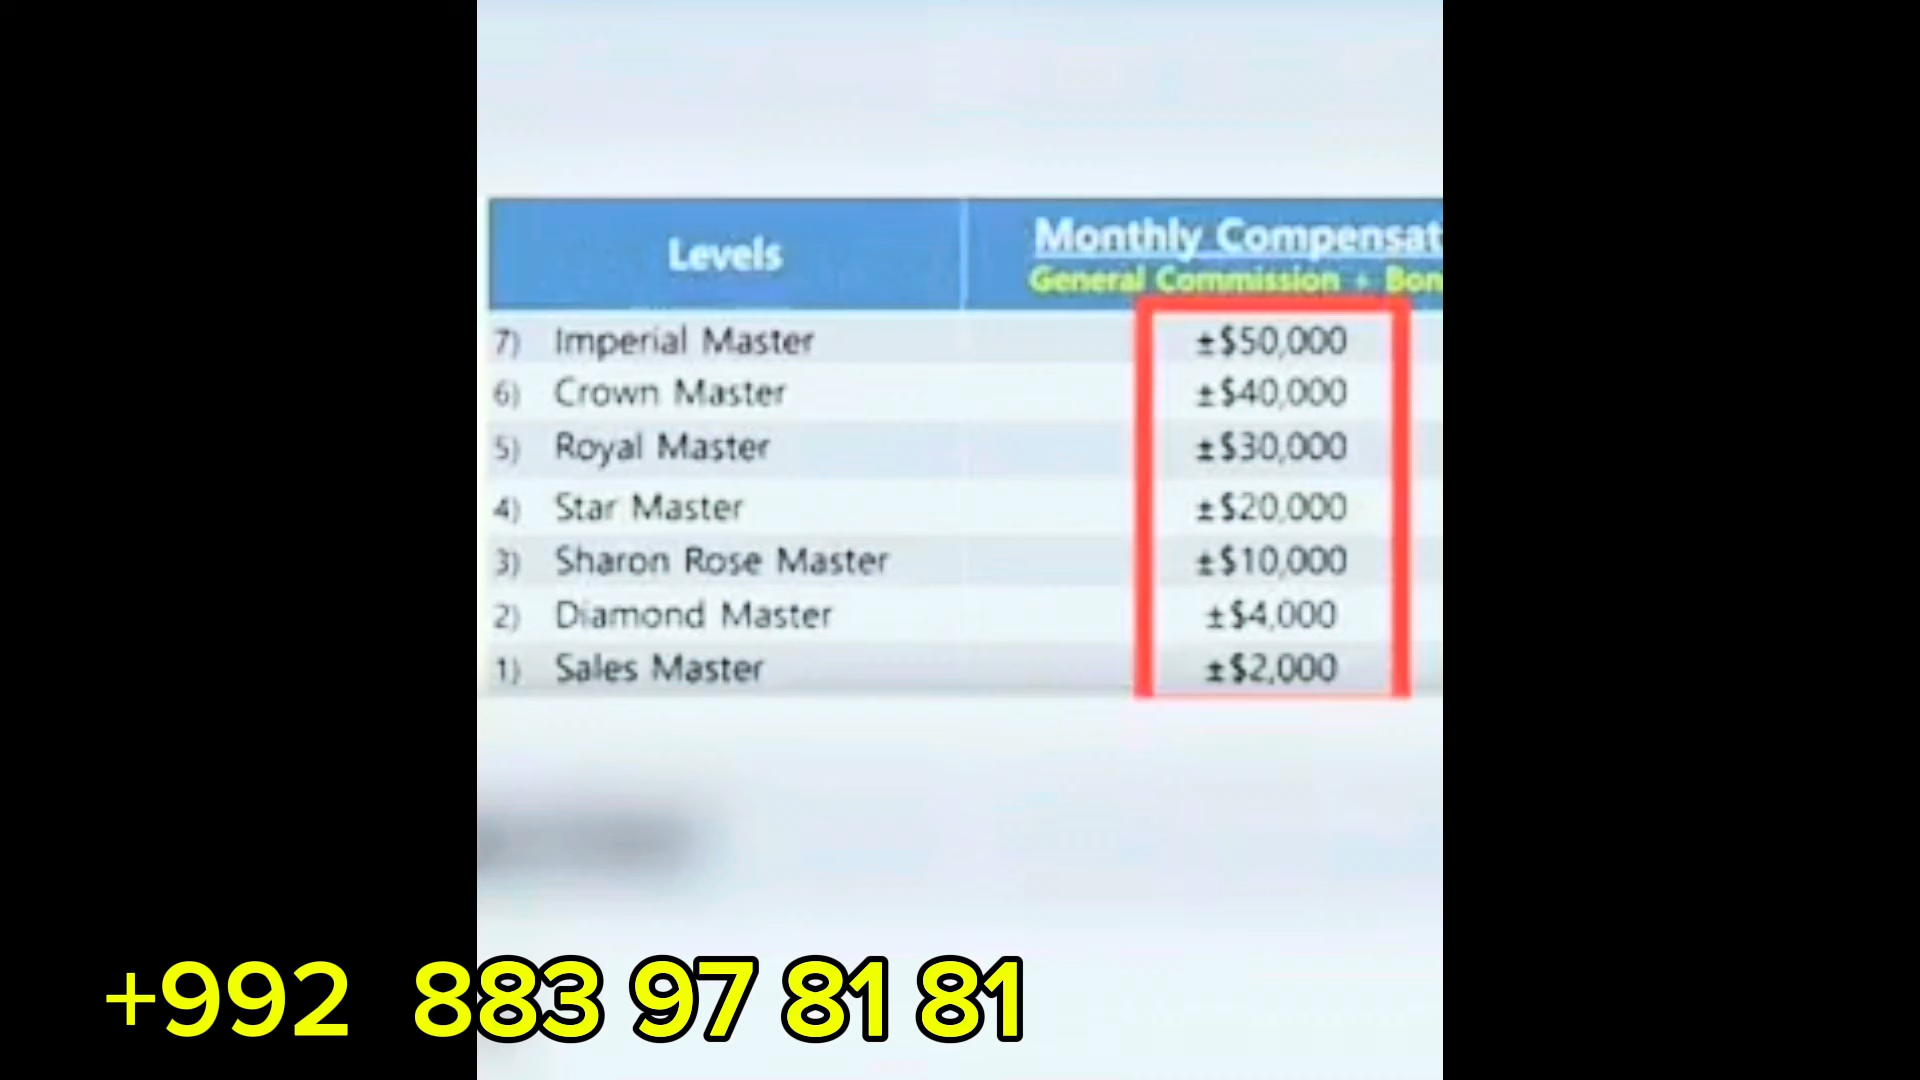 Levels
Monthly Compensat
General Commission + Bon
7) Imperial Master ±$50,000
6) Crown Master ±$40,000
5) Royal Master ±$30,000
4) Star Master ±$20,000
3) Sharon Rose Master ±$10,000
2) Diamond Master ±$4,000
1) Sales Master ±$2,000
+992 883 97 81 81